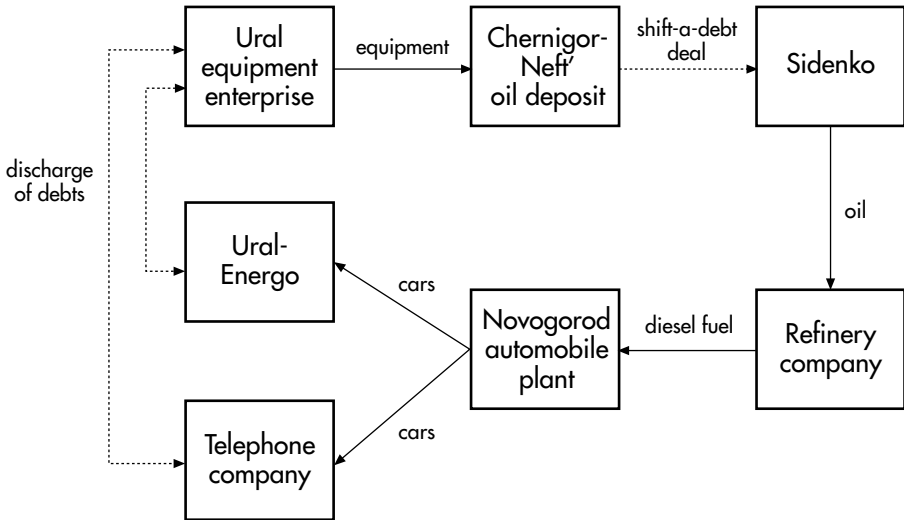 Ural
equipment
enterprise
equipment
Chernigor-
Neft’
oil deposit
shift-a-debt
deal
Sidenko
discharge
of debts
oil
Ural-
Energo
cars
Novogorod
automobile
plant
diesel fuel
Refinery
company
cars
Telephone
company